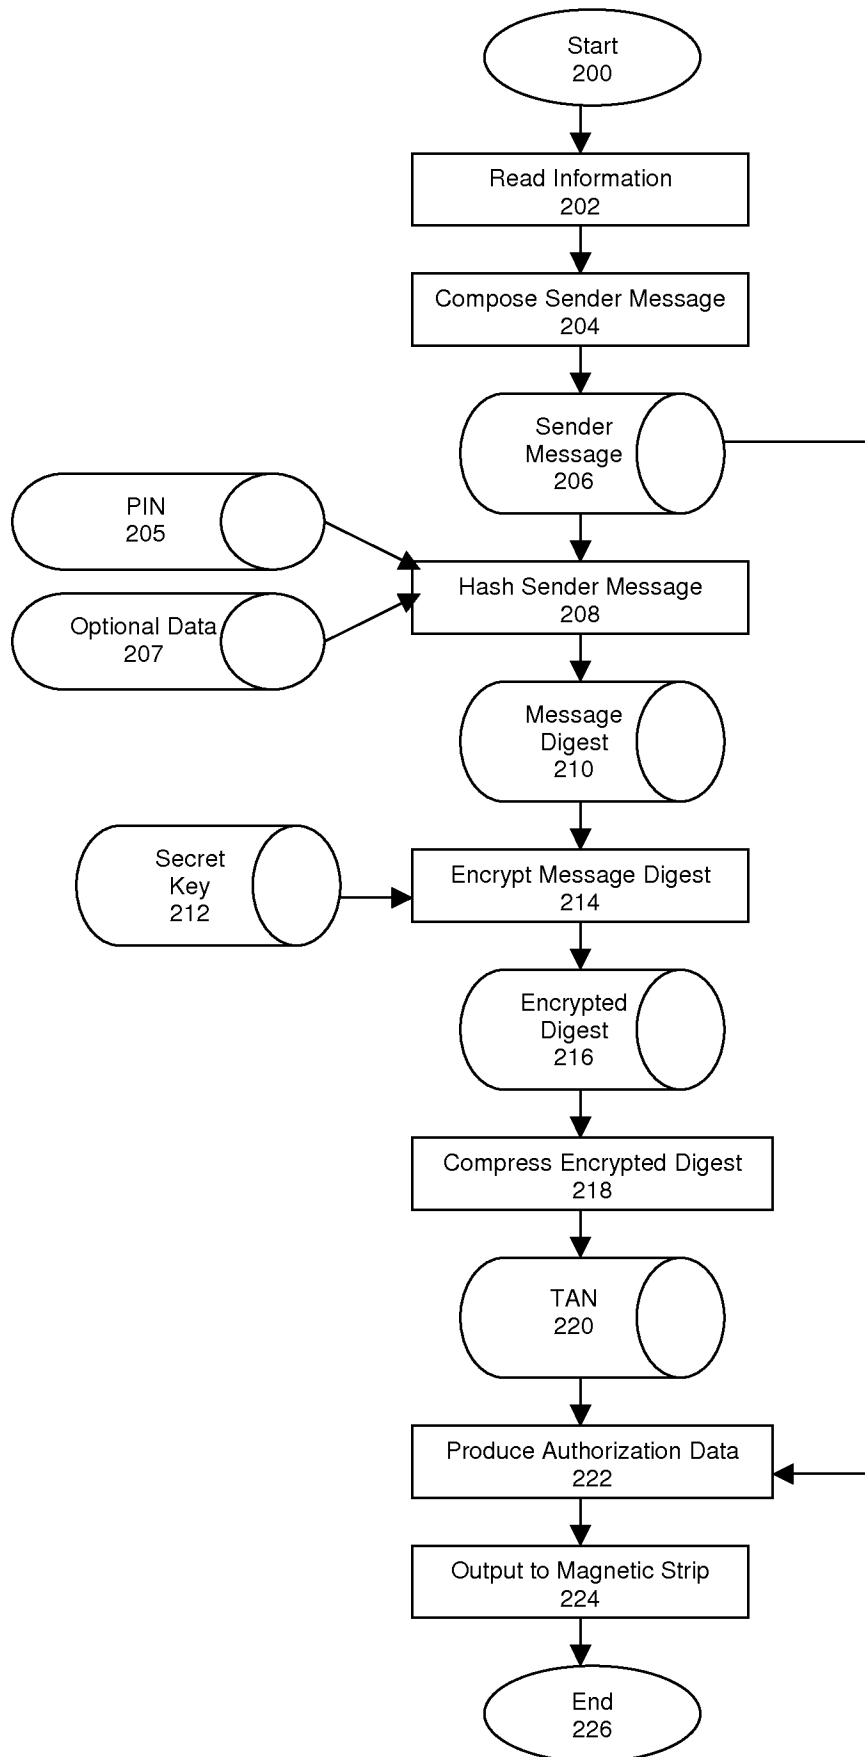 Start
200
Read Information
202
Compose Sender Message
204
Sender
Message
206
PIN
205
Optional Data
207
Hash Sender Message
208
Message
Digest
210
Secret
Key
212
Encrypt Message Digest
214
Encrypted
Digest
216
Compress Encrypted Digest
218
TAN
220
Produce Authorization Data
222
Output to Magnetic Strip
224
End
226